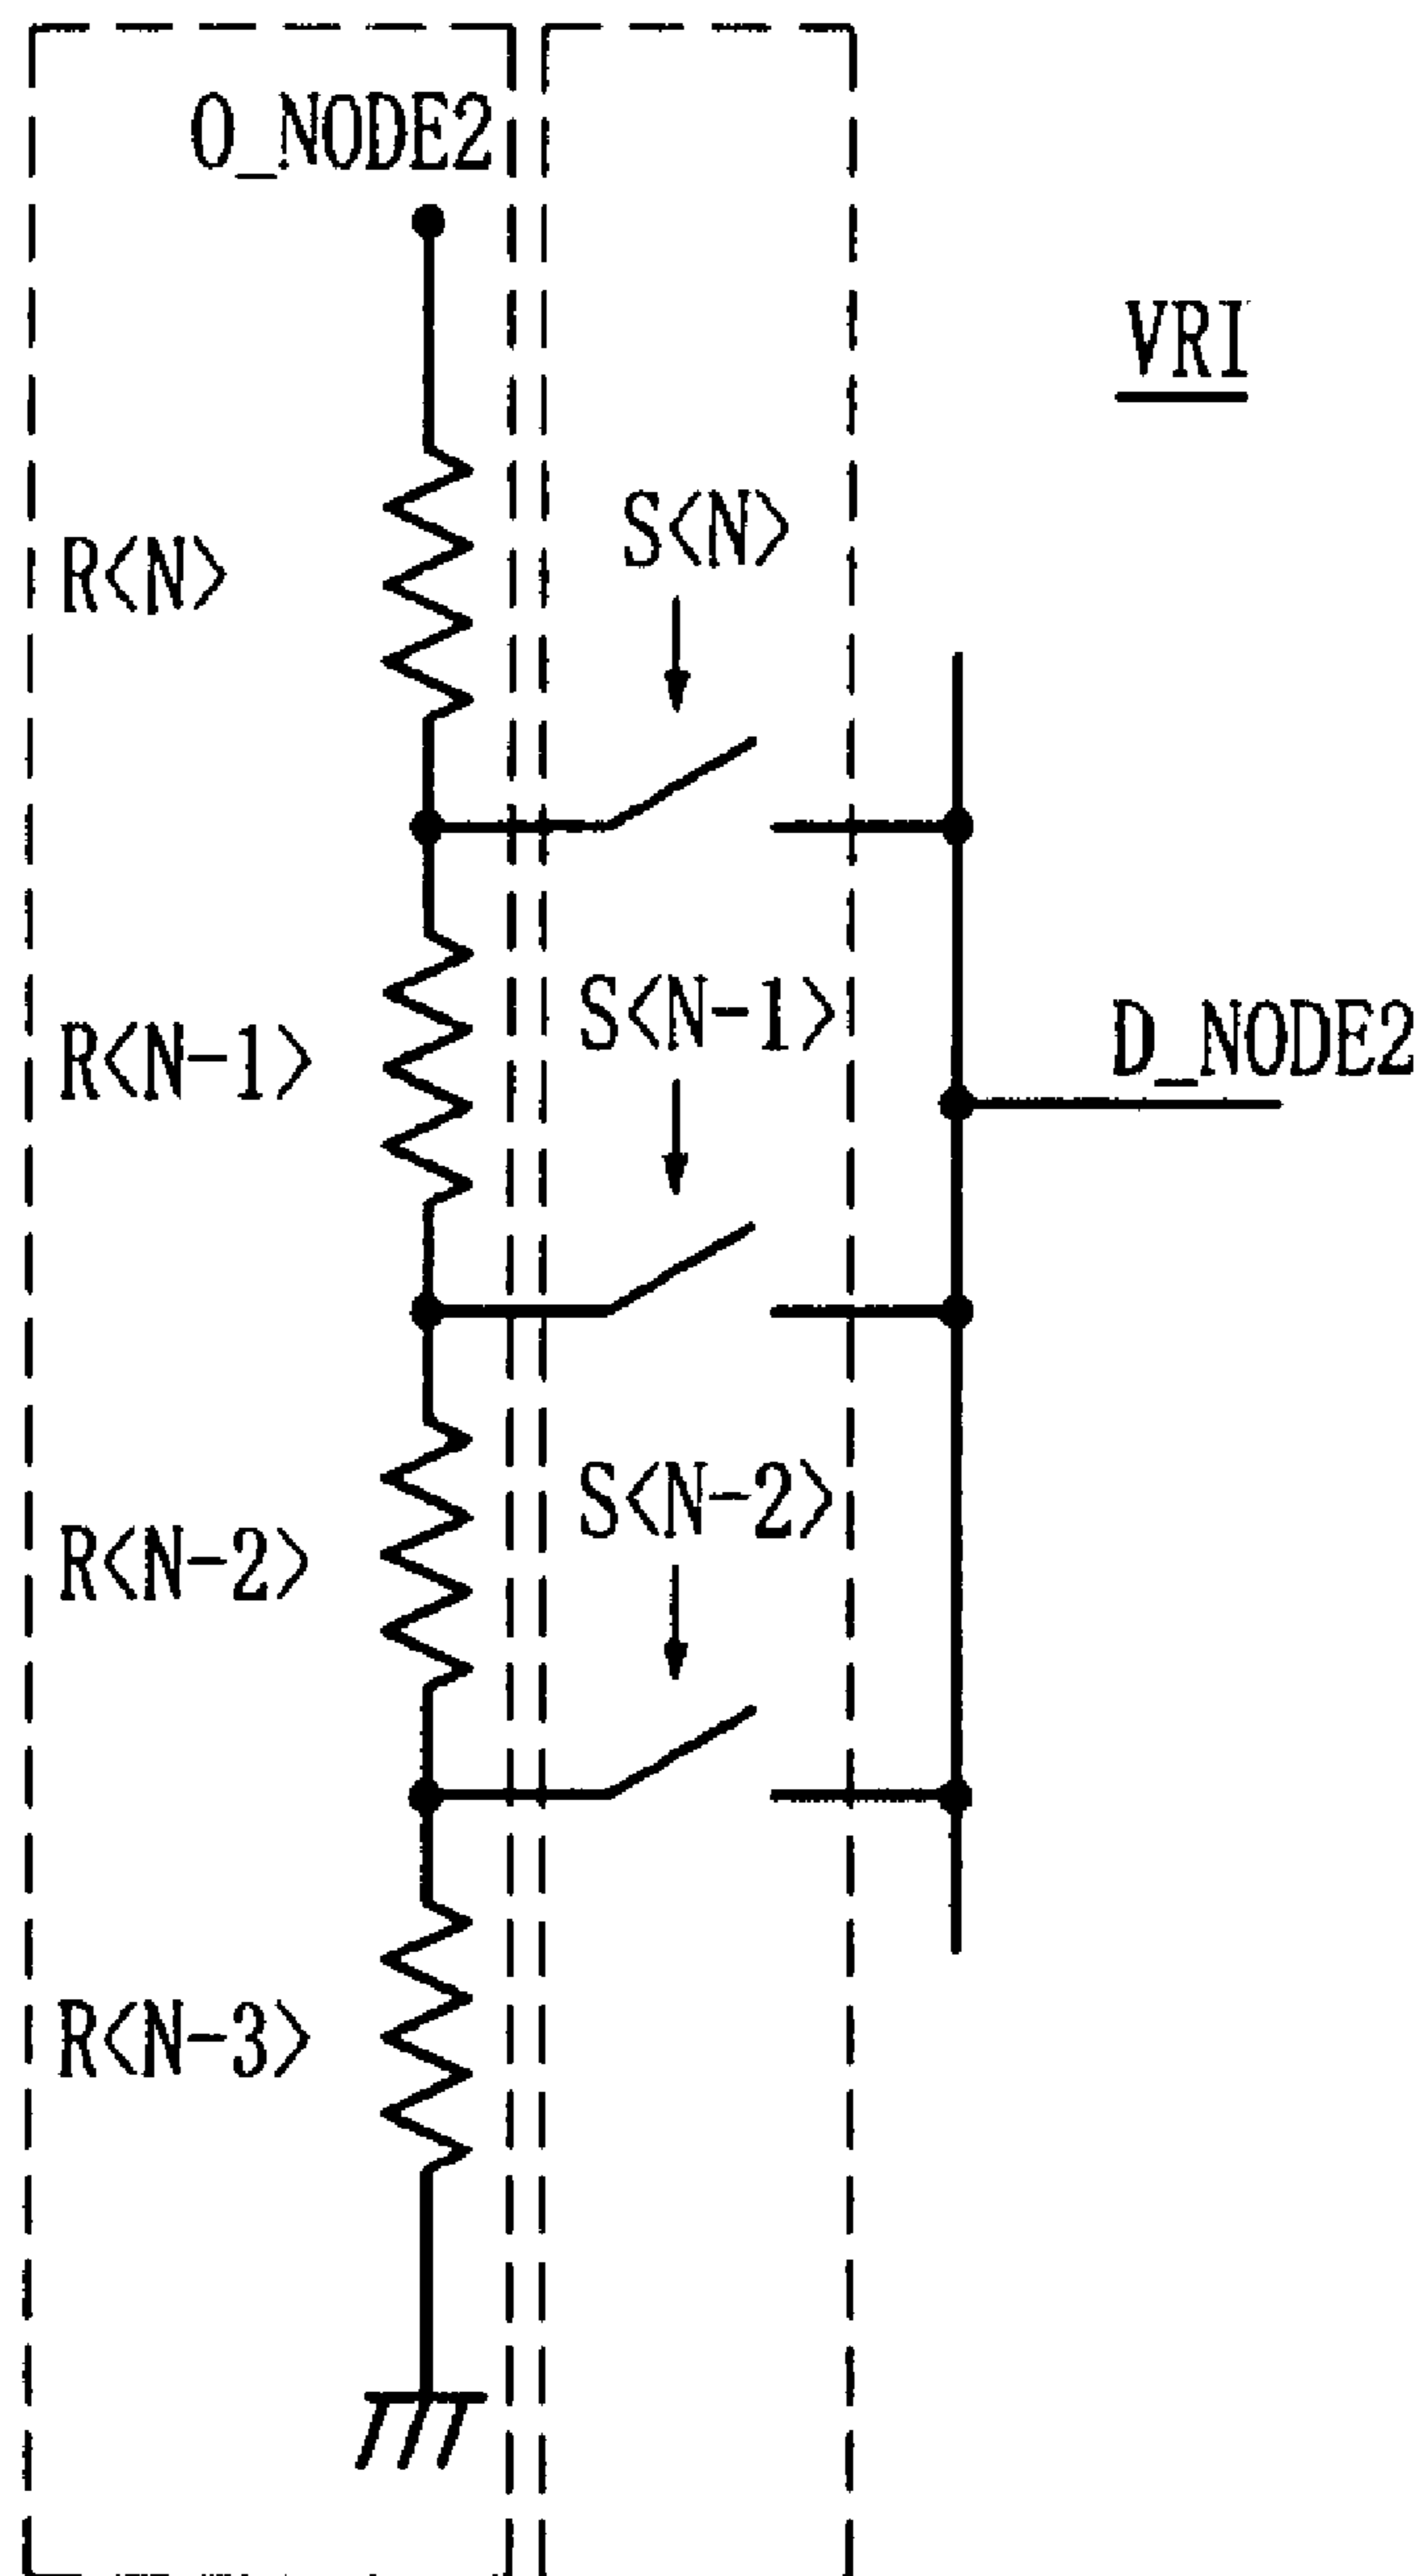 O_NODE2
VRI
S<N>
R<N>
S<N-1>
R<N-1>
D_NODE2
S<N-2>
R<N-2>
R<N-3>